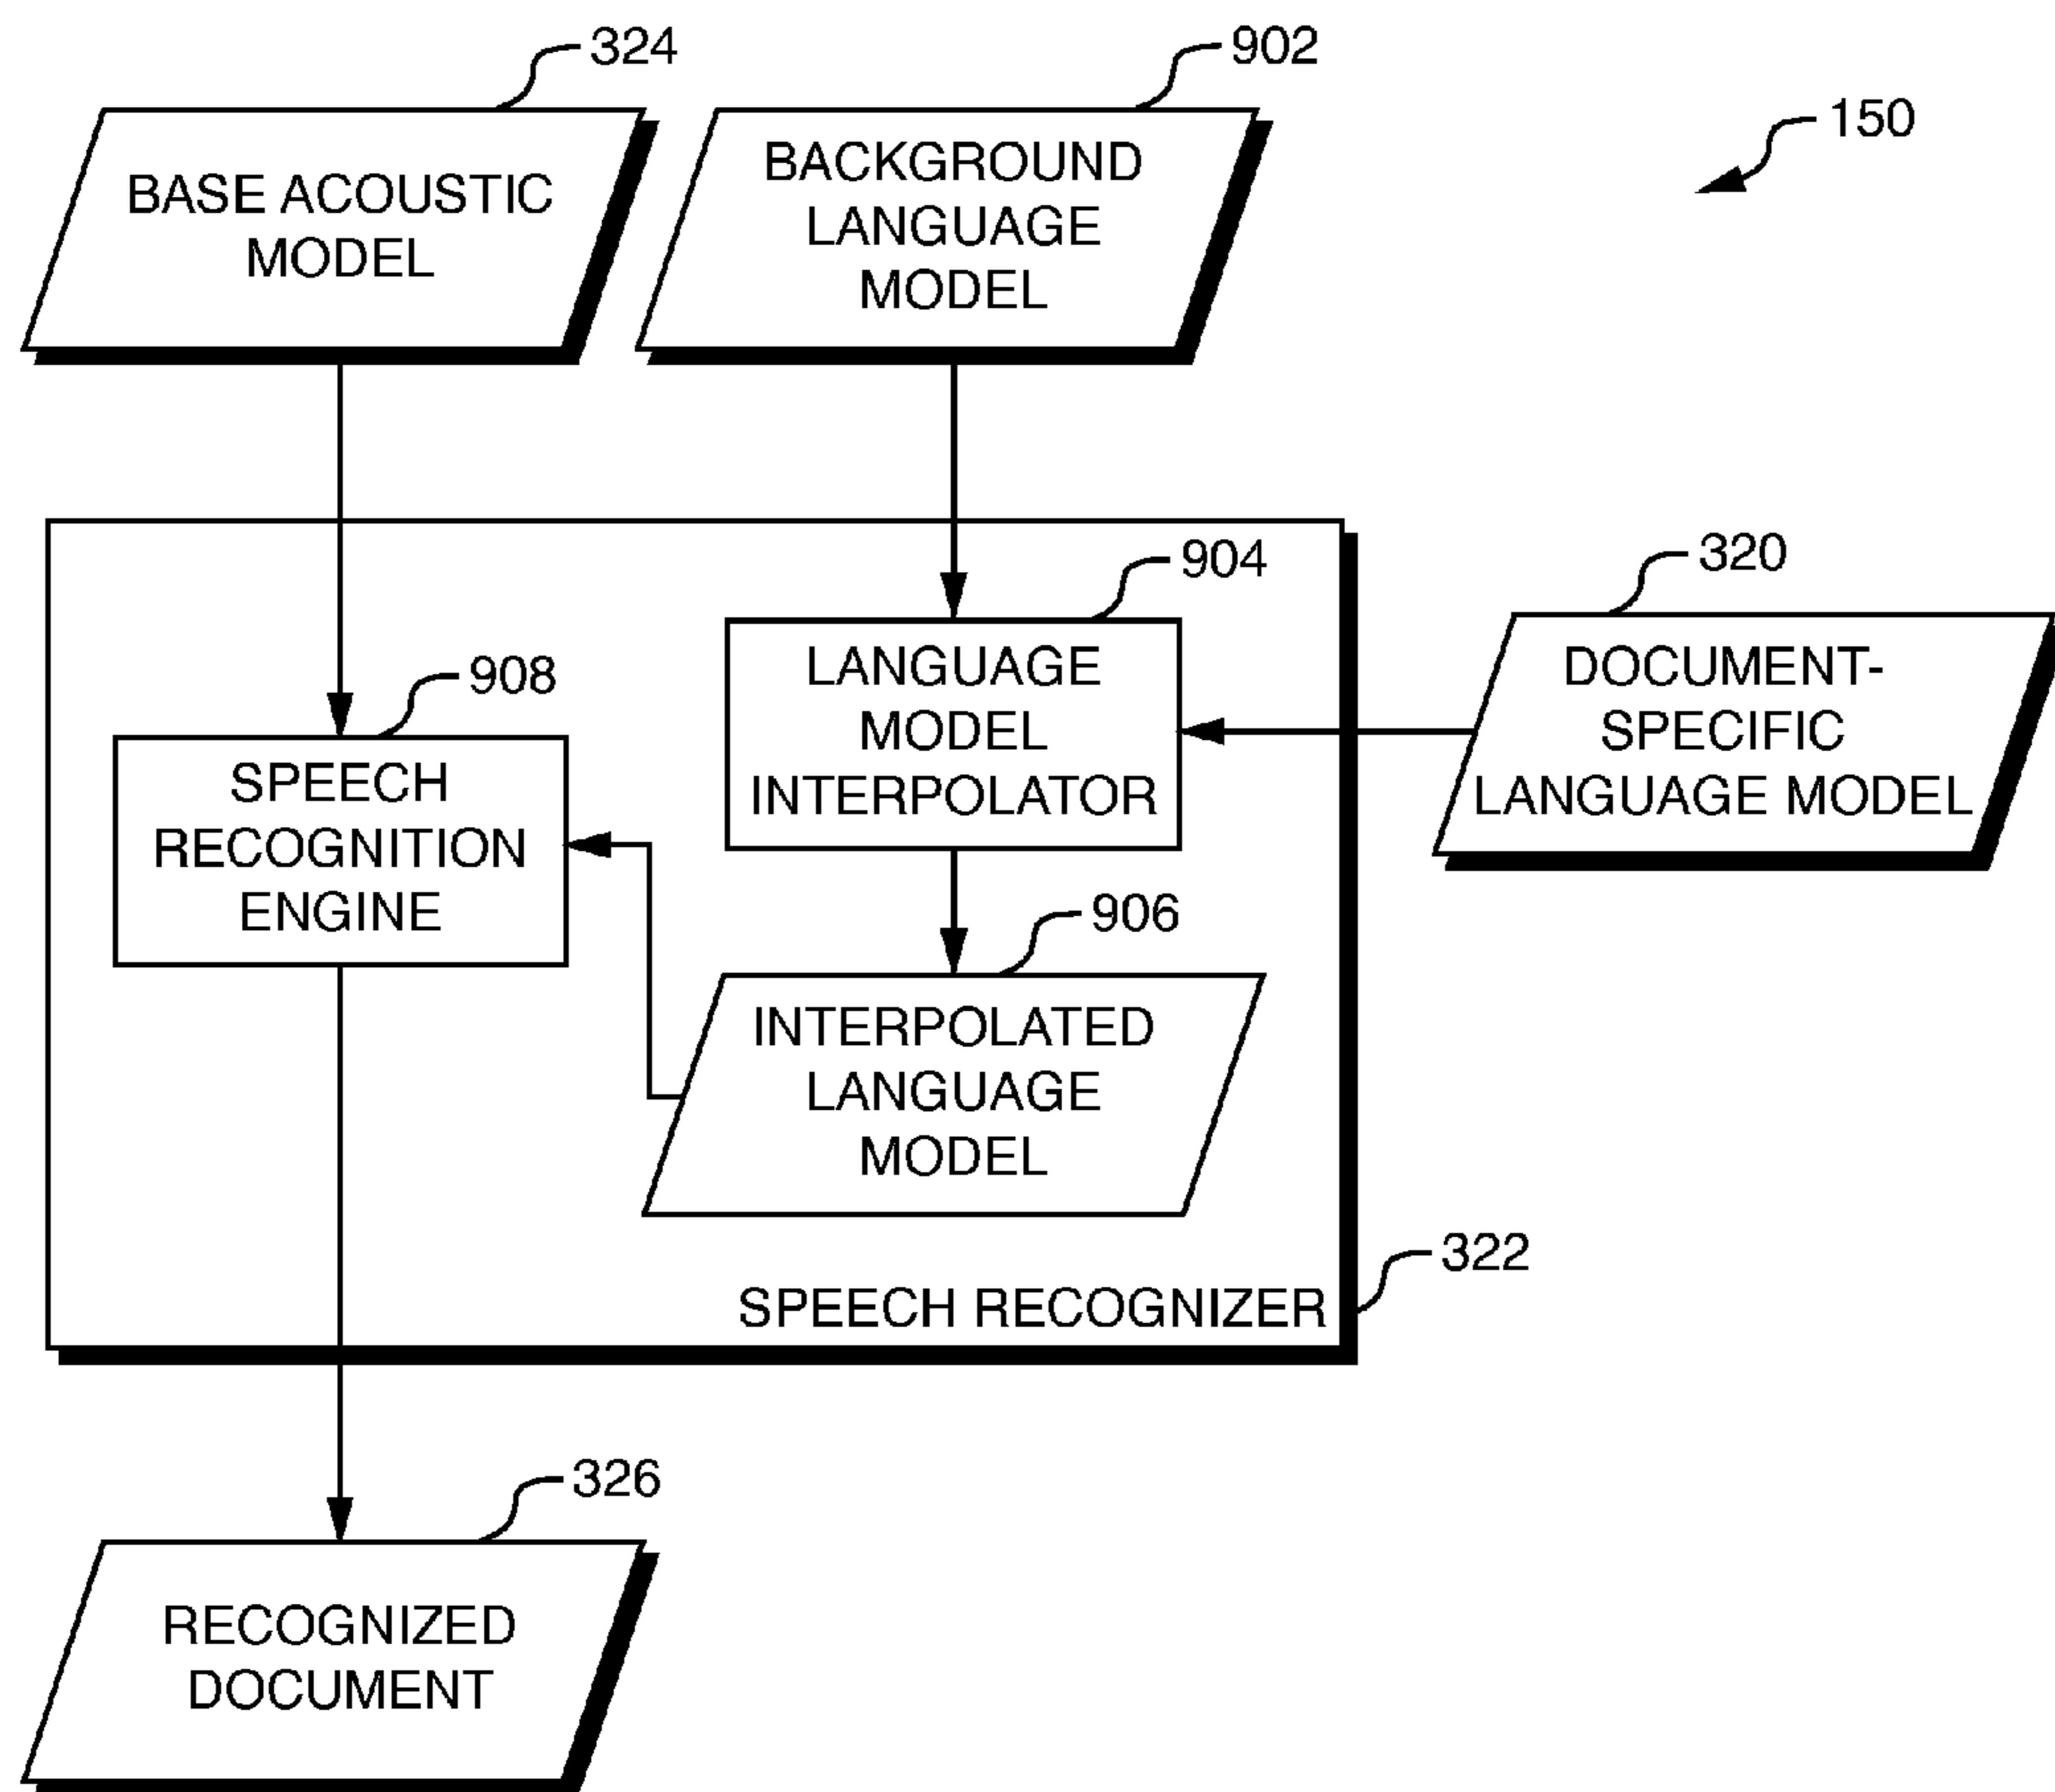 324
902
150
BASE ACOUSTIC
MODEL
BACKGROUND
LANGUAGE
MODEL
904
320
908
LANGUAGE
MODEL
INTERPOLATOR
DOCUMENT-
SPECIFIC
LANGUAGE MODEL
SPEECH
RECOGNITION
ENGINE
906
INTERPOLATED
LANGUAGE
MODEL
322
SPEECH RECOGNIZER
326
RECOGNIZED
DOCUMENT